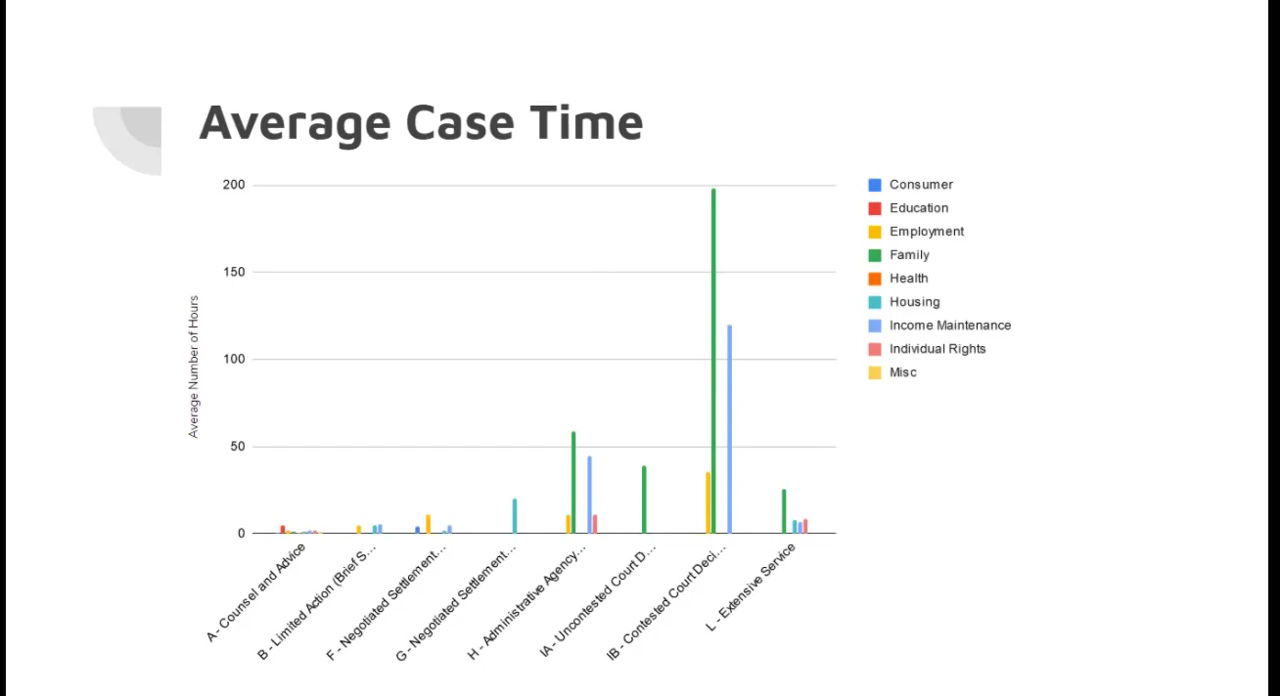 Average Case Time
200
150
100
50
0
Average Number of Hours
A - Counsel and Advice
B - Limited Action (Brief S...
F - Negotiated Settlement...
G - Negotiated Settlement...
H - Administrative Agency...
IA - Uncontested Court D...
IB - Contested Court Deci...
L - Extensive Service
Consumer
Education
Employment
Family
Health
Housing
Income Maintenance
Individual Rights
Misc